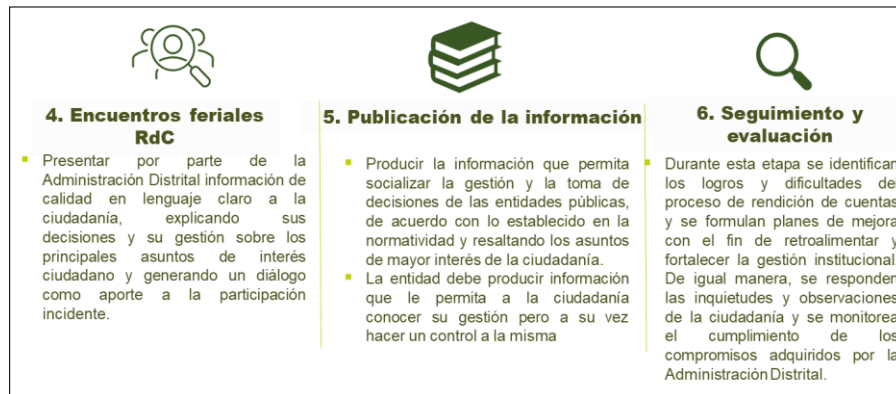 4. Encuentros feriales
RdC
Presentar por parte de la
Administración Distrital información de
calidad en lenguaje claro a la
ciudadanía, explicando sus
decisiones y su gestión sobre los
principales asuntos de interés
ciudadano y generando un diálogo
como aporte a la participación
incidente.
5. Publicación de la información
Producir la información que permita
socializar la gestión y la toma de
decisiones de las entidades públicas,
de acuerdo con lo establecido en la
normatividad y resaltando los asuntos
de mayor interés de la ciudadanía.
La entidad debe producir información
que le permita a la ciudadanía
conocer su gestión pero a su vez
hacer un control a la misma
6. Seguimiento y
evaluación
Durante esta etapa se identifican
los logros y dificultades del
proceso de rendición de cuentas
y se formulan planes de mejora
con el fin de retroalimentar y
fortalecer la gestión institucional.
De igual manera, se responden
las inquietudes y observaciones
de la ciudadanía y se monitorea
el cumplimiento de los
compromisos adquiridos por la
Administración Distrital.